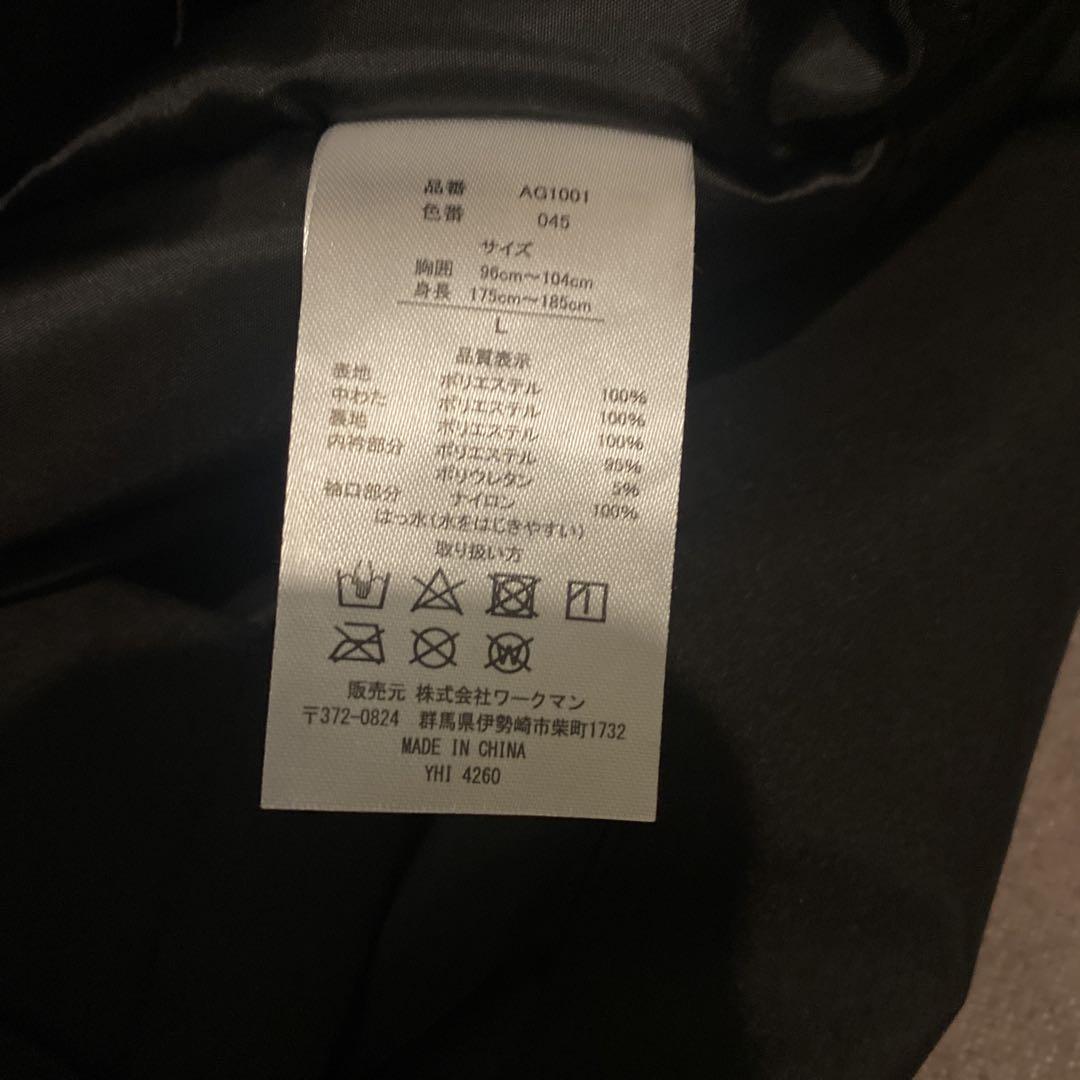 品番 AG1001
色番 045
サイズ
胸囲 96cm～104cm
身長 175cm～185cm
L
品質表示
表地 ポリエステル 100%
中わた ポリエステル 100%
裏地 ポリエステル 100%
内衿部分 ポリエステル 95%
ポリウレタン 5%
袖口部分 ナイロン 100%
はっ水(水をはじきやすい)
取り扱い方
W
販売元 株式会社ワークマン
〒372-0824 群馬県伊勢崎市柴町1732
MADE IN CHINA
YHI 4260